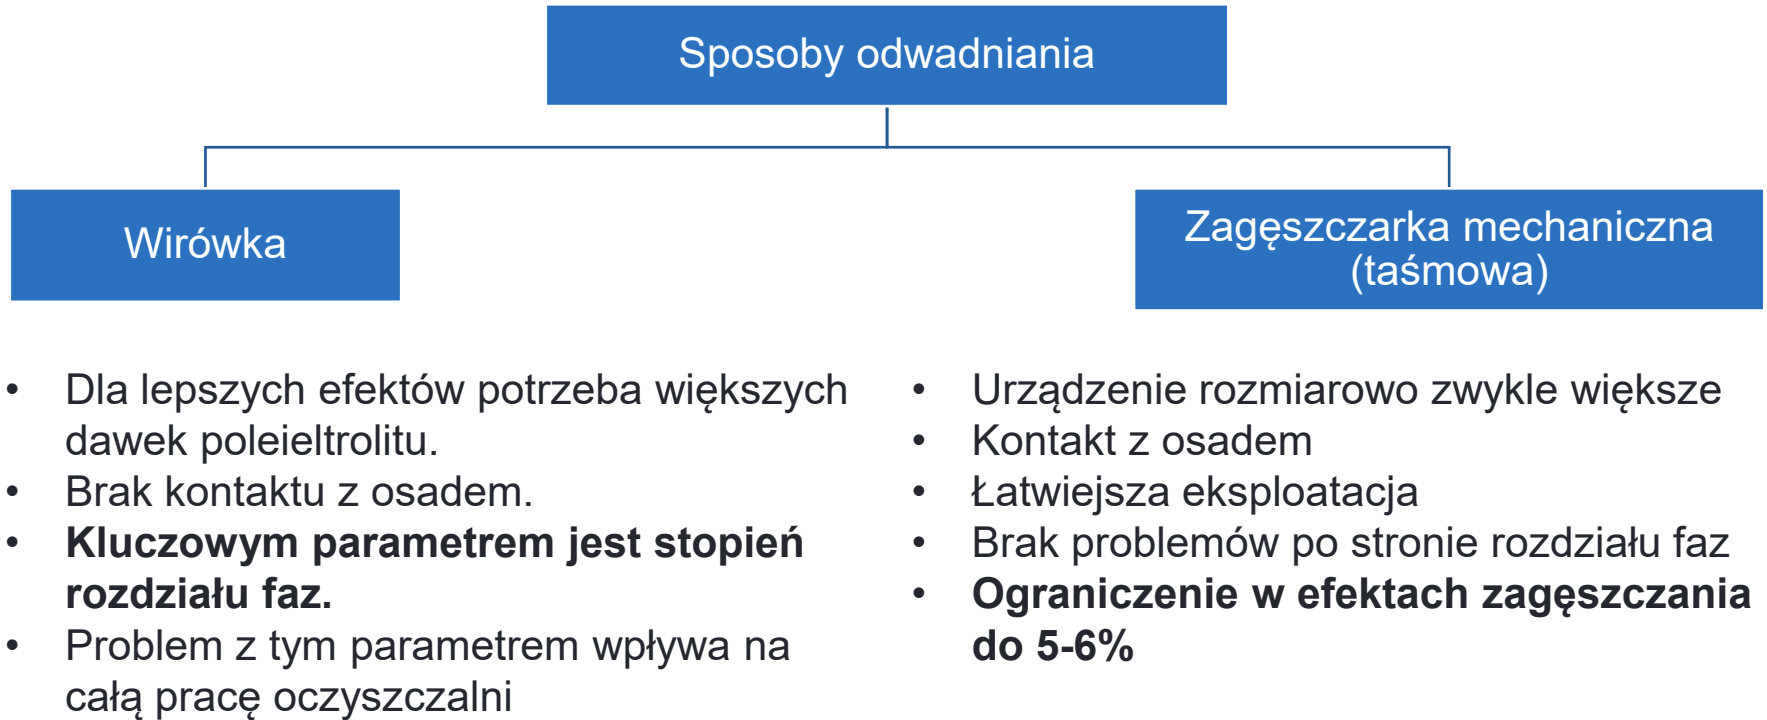 Sposoby odwadniania
Wirówka
Zagęszczarka mechaniczna
(taśmowa)
• Dla lepszych efektów potrzeba większych
dawek poleieltrolitu.
• Brak kontaktu z osadem.
• Kluczowym parametrem jest stopień
rozdziału faz.
• Problem z tym parametrem wpływa na
całą pracę oczyszczalni
• Urządzenie rozmiarowo zwykle większe
• Kontakt z osadem
• Łatwiejsza eksploatacja
• Brak problemów po stronie rozdziału faz
• Ograniczenie w efektach zagęszczania
do 5-6%